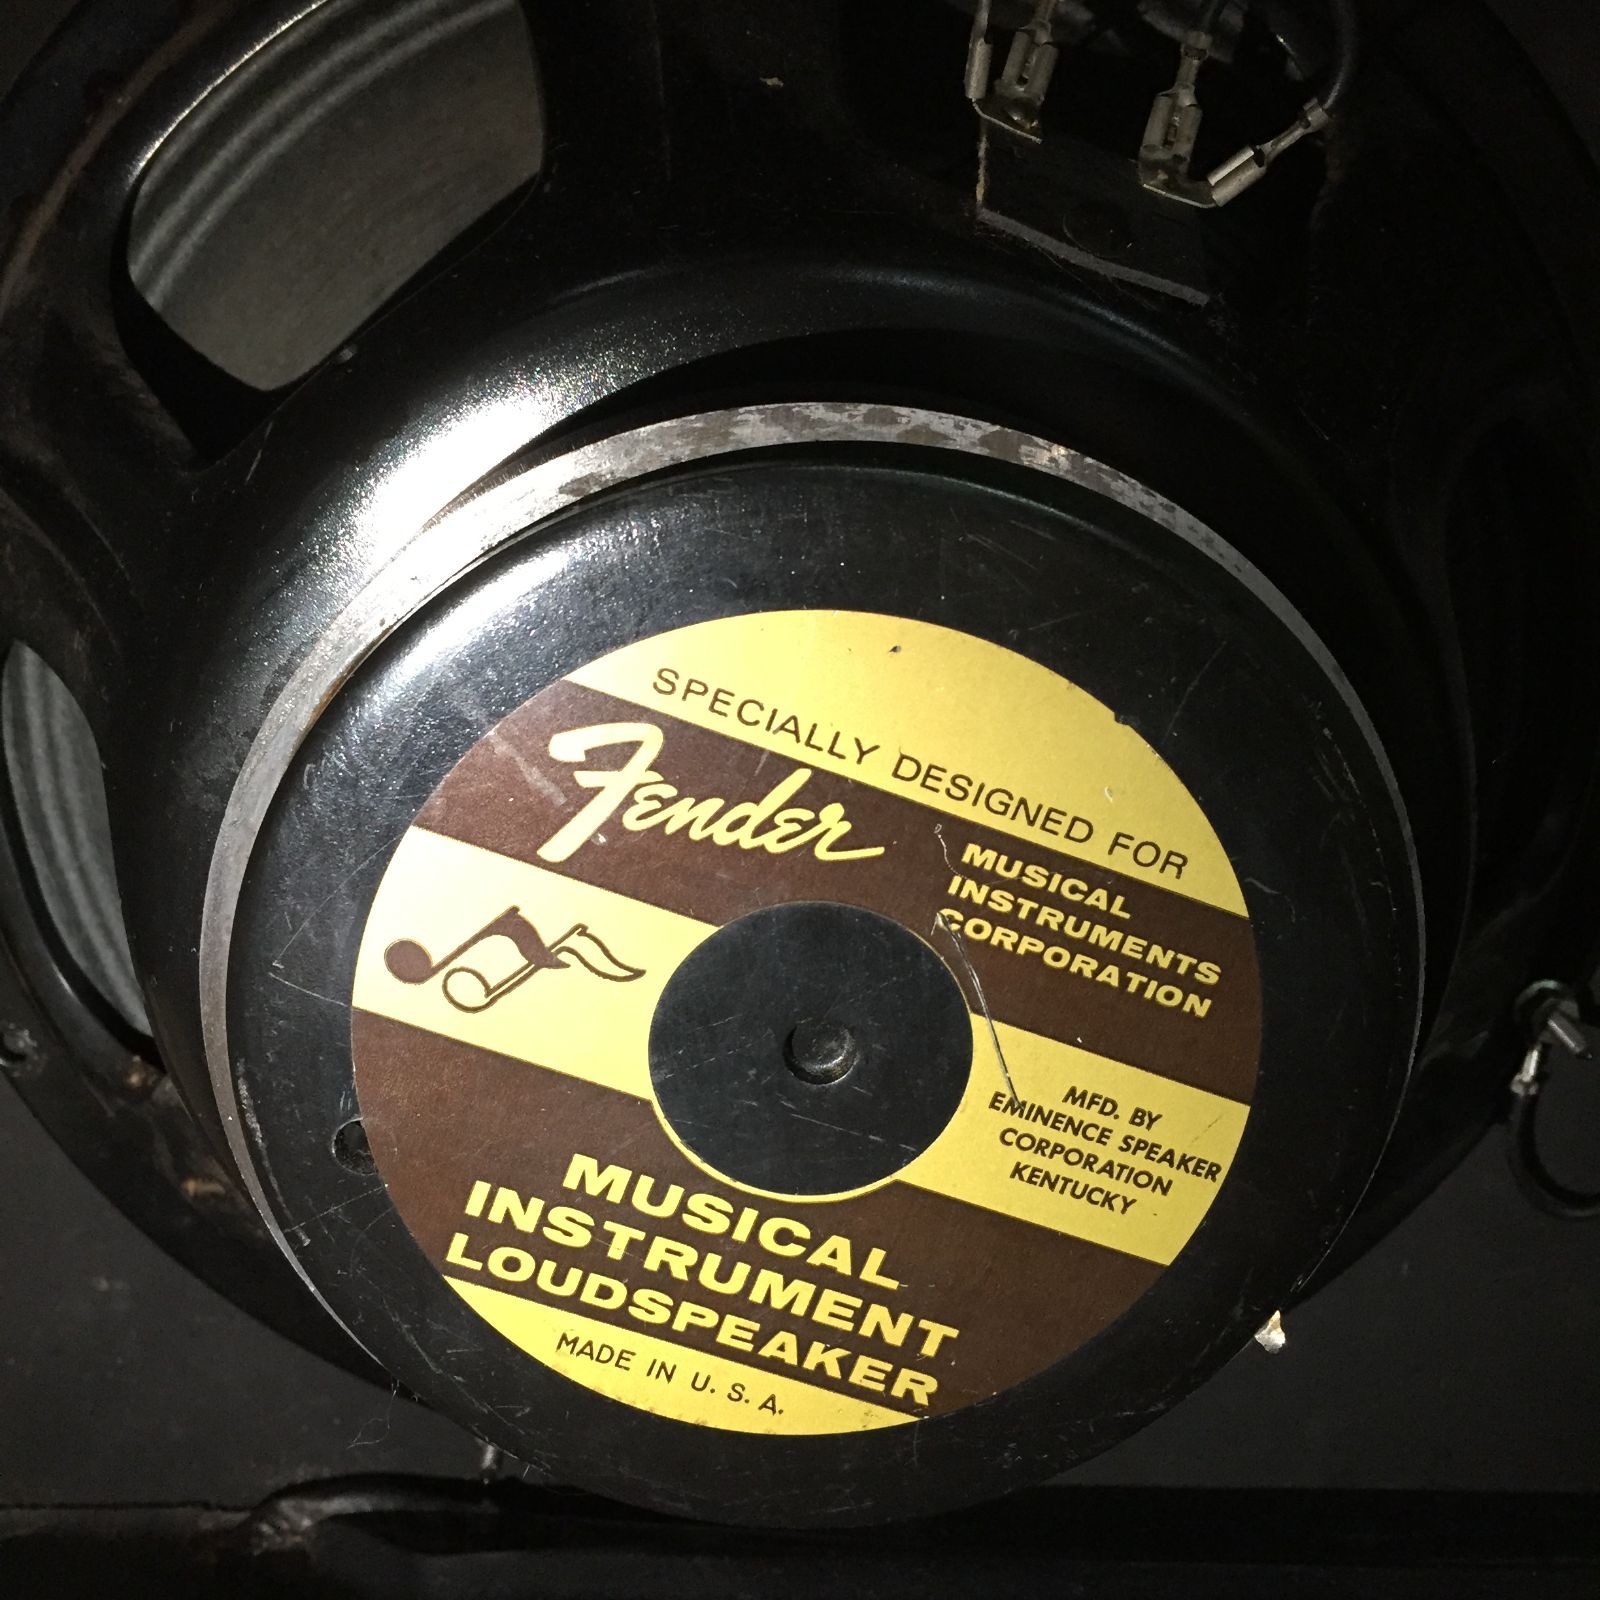 SPECIALLY DESIGNED FOR
Fender
MUSICAL
INSTRUMENTS
CORPORATION
MFD. BY
EMINENCE SPEAKER
CORPORATION
KENTUCKY
MUSICAL
INSTRUMENT
LOUDSPEAKER
MADE IN U. S. A.